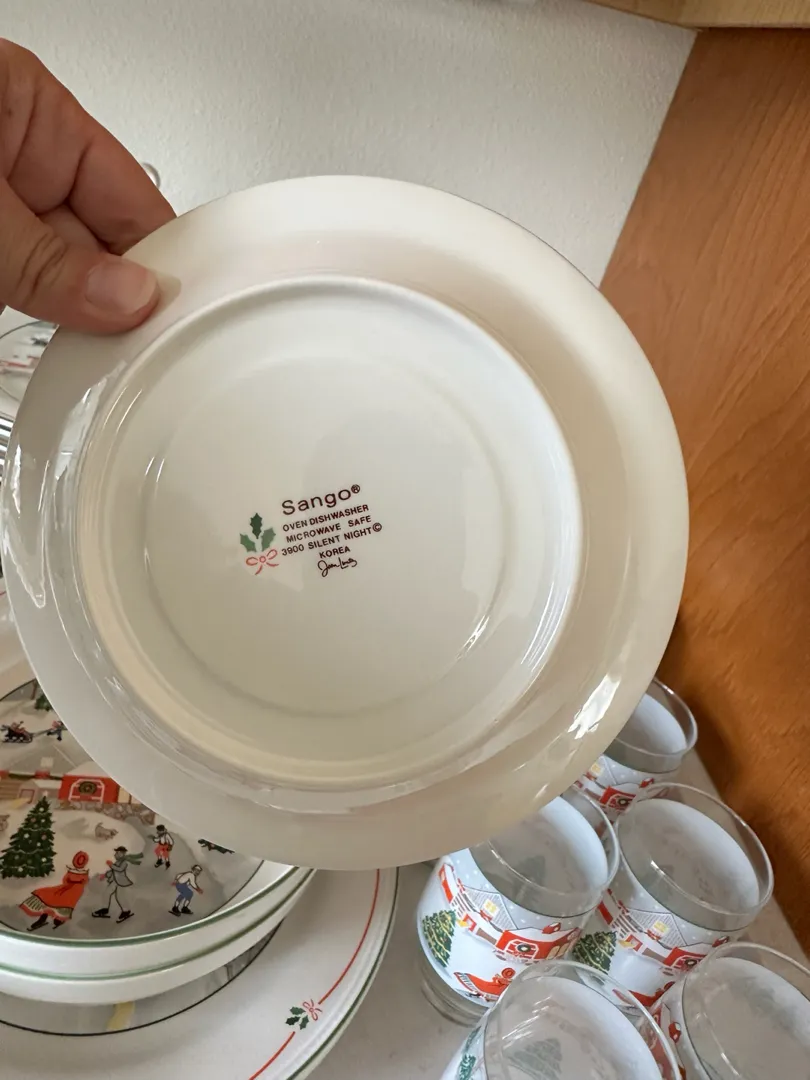 Sango®
OVEN DISHWASHER
MICROWAVE SAFE
3900 SILENT NIGHT©
KOREA